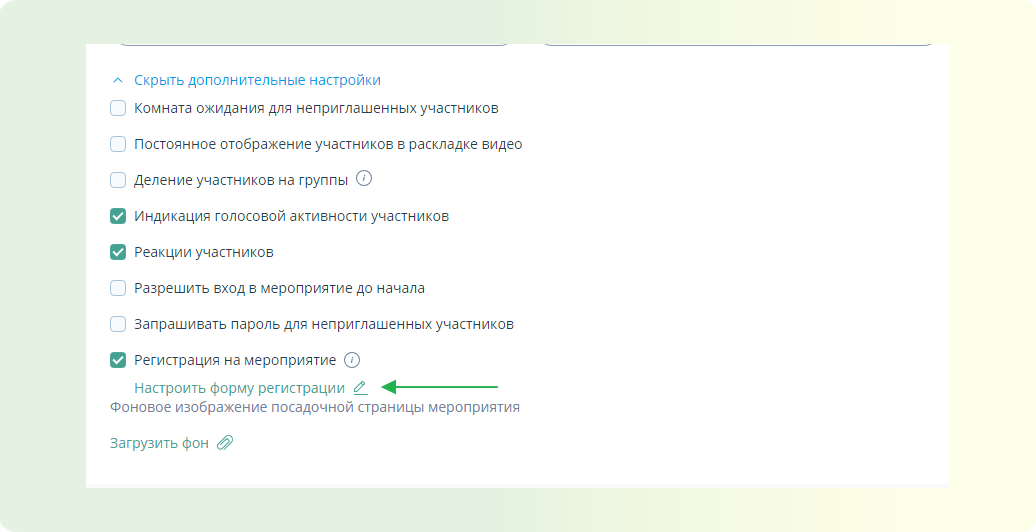 Скрыть дополнительные настройки
Комната ожидания для неприглашенных участников
Постоянное отображение участников в раскладке видео
Деление участников на группы i
Индикация голосовой активности участников
Реакции участников
Разрешить вход в мероприятие до начала
Запрашивать пароль для неприглашенных участников
Регистрация на мероприятие i
Настроить форму регистрации
Фоновое изображение посадочной страницы мероприятия
Загрузить фон